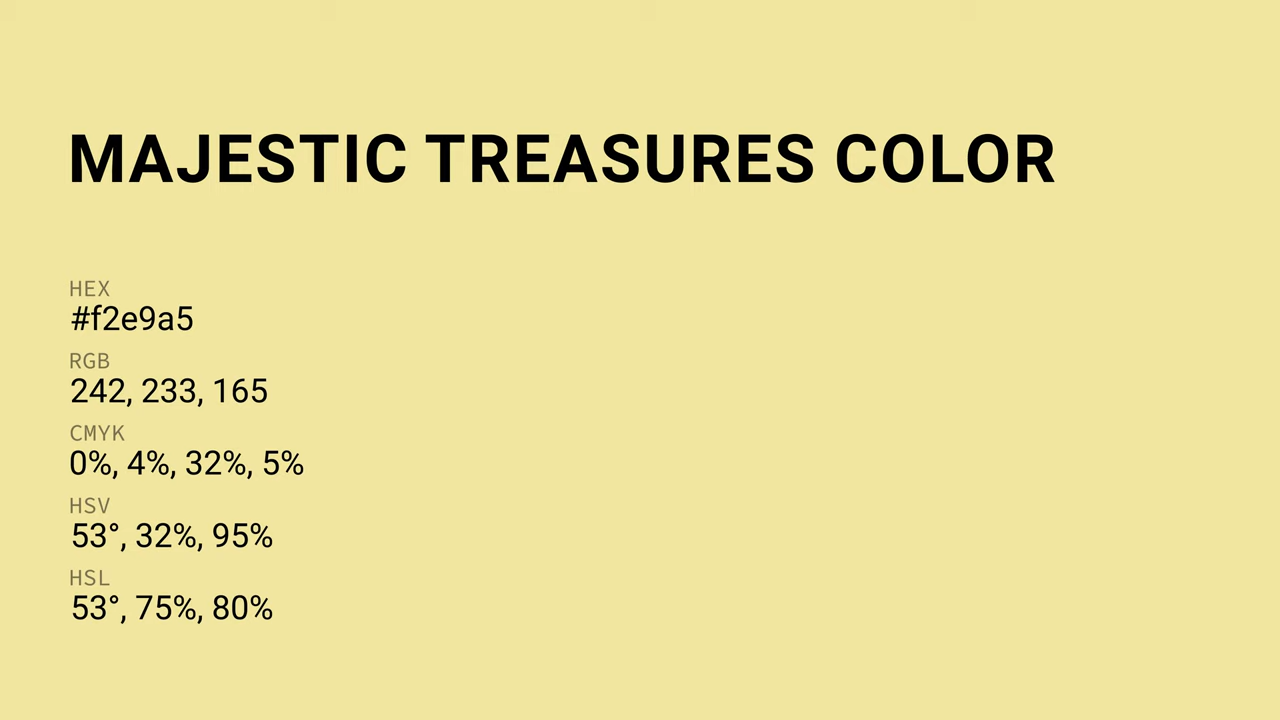 MAJESTIC TREASURES COLOR
HEX
#f2e9a5
RGB
242, 233, 165
CMYK
0%, 4%, 32%, 5%
HSV
53°, 32%, 95%
HSL
53°, 75%, 80%